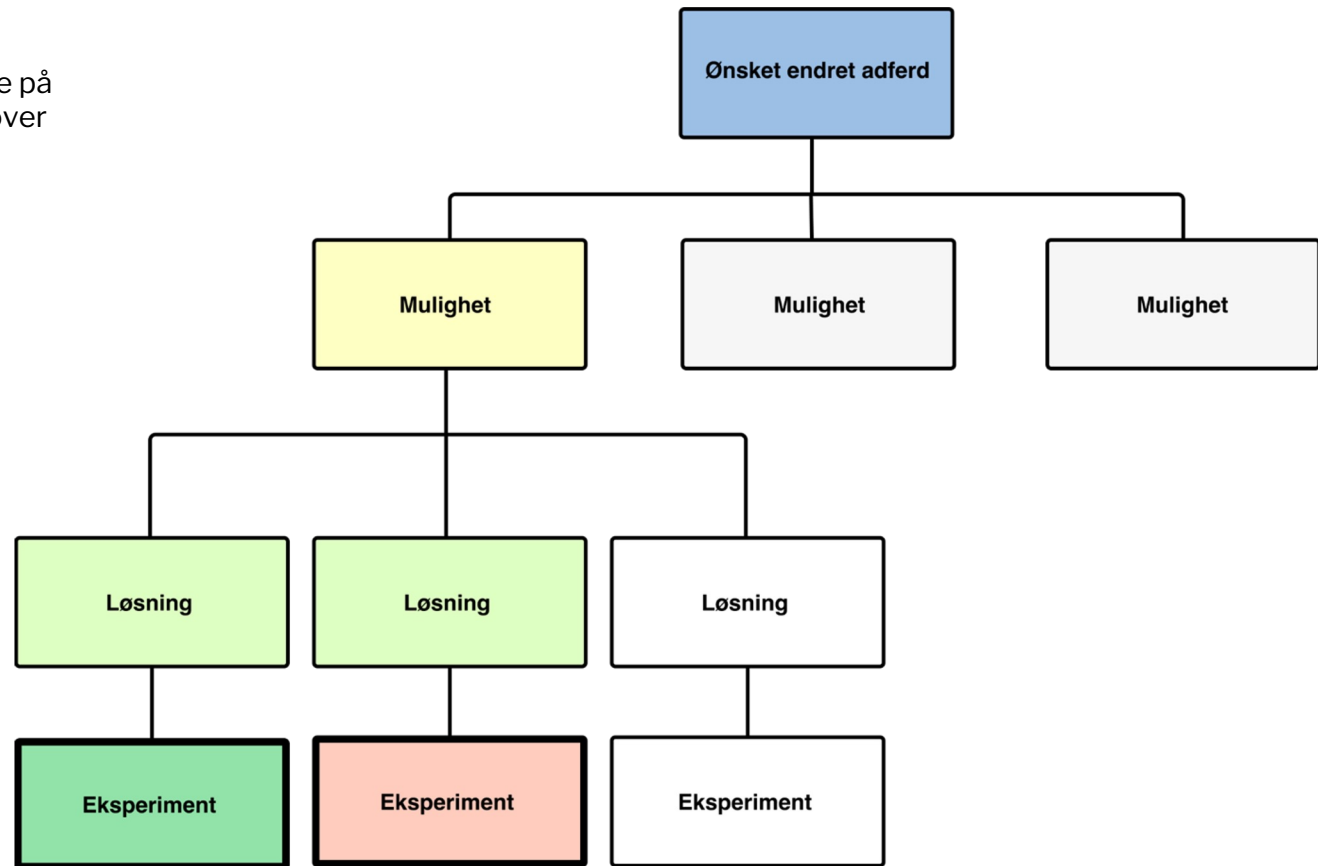 e på
over
Ønsket endret adferd
Mulighet
Mulighet
Mulighet
Løsning
Løsning
Løsning
Eksperiment
Eksperiment
Eksperiment